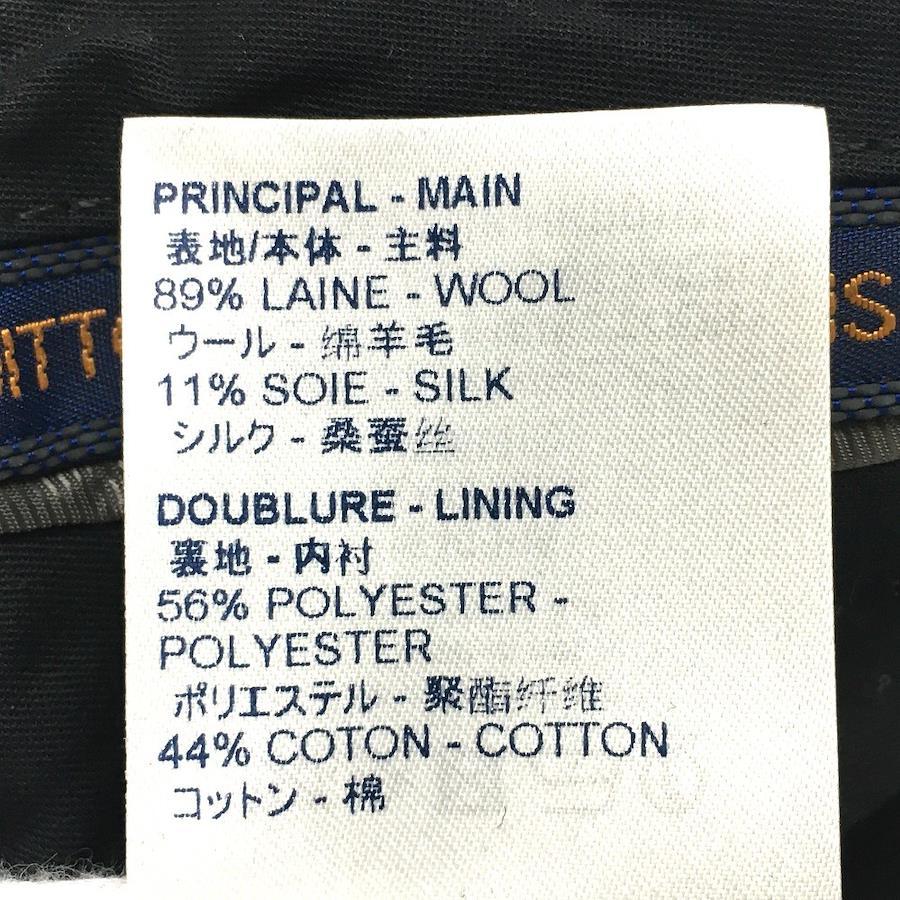 PRINCIPAL - MAIN
表地/本体 - 主料
89% LAINE - WOOL
ウール - 绵羊毛
11% SOIE - SILK
シルク - 桑蚕丝
DOUBLURE - LINING
裏地 - 内衬
56% POLYESTER -
POLYESTER
ポリエステル - 聚酯纤维
44% COTON - COTTON
コットン - 棉